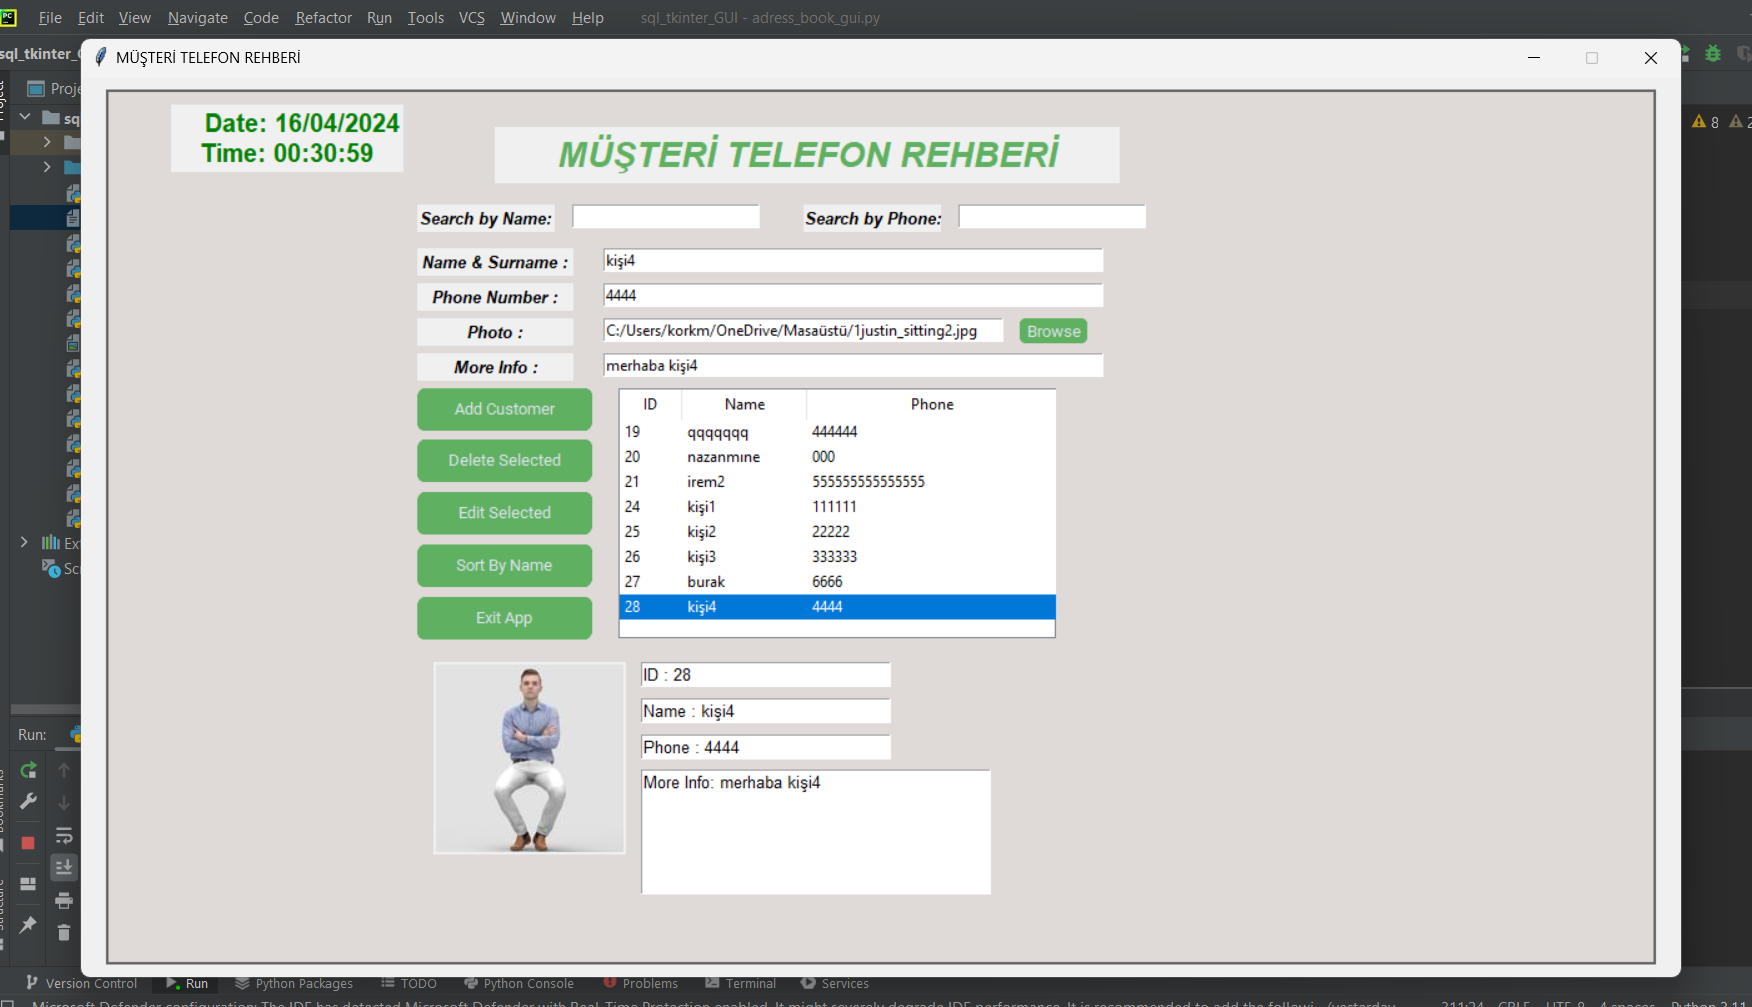 File Edit View Navigate Code Refactor Run Tools VCS Window Help sql_tkinter_GUI - adress_book_gui.py
sql_tkinter_
MÜŞTERİ TELEFON REHBERİ
Proje
sq
8
2
Date: 16/04/2024
Time: 00:30:59
MÜŞTERİ TELEFON REHBERİ
Search by Name: Search by Phone:
Name & Surname : kişi4
Phone Number : 4444
Photo : C:/Users/korkm/OneDrive/Masaüstü/1justin_sitting2.jpg Browse
More Info : merhaba kişi4
Add Customer
Delete Selected
Edit Selected
Sort By Name
Exit App
ID Name Phone
19 qqqqqqq 444444
20 nazanmıne 000
21 irem2 555555555555555
24 kişi1 111111
25 kişi2 22222
26 kişi3 333333
27 burak 6666
28 kişi4 4444
Ex
Sc
ID : 28
Name : kişi4
Phone : 4444
More Info: merhaba kişi4
Run:
Version Control Run Python Packages TODO Python Console Problems Terminal Services
Microsoft Defender configuration: The IDE has detected Microsoft Defender with Real-Time Protection enabled. It might severely degrade IDE performance. It is recommended to add the followi... (yesterday 311:24 CRLF UTF-8 4 spaces Python 3.11